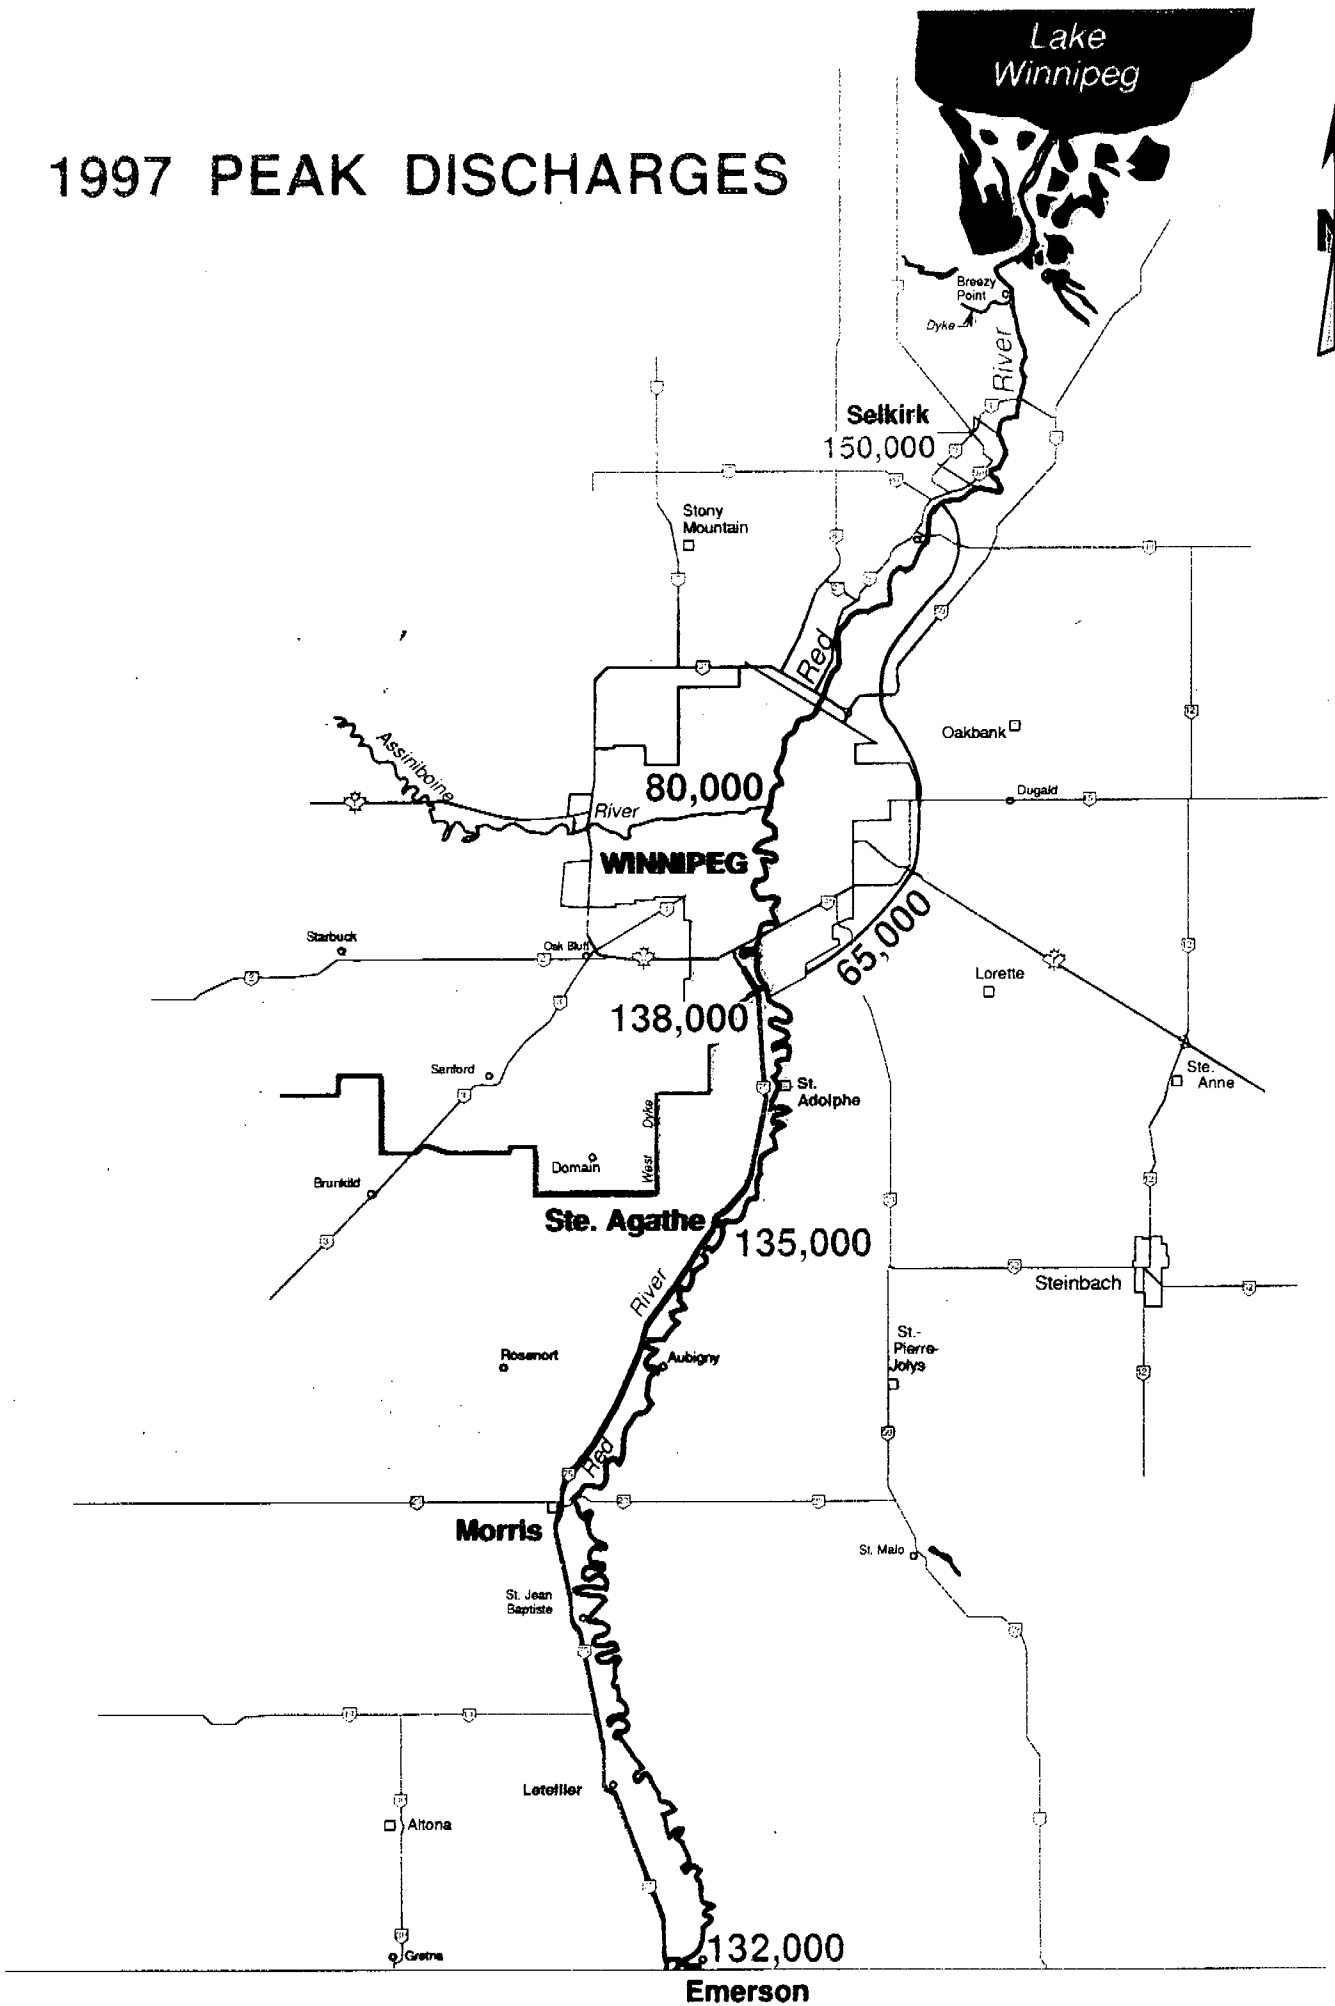 Lake
Winnipeg
1997 PEAK DISCHARGES
N
Breezy
Point
Dyke
River
Selkirk
150,000
Stony
Mountain
Red
Oakbank
Assiniboine
River
80,000
Dugald
WINNIPEG
65,000
Starbuck
Oak Bluff
Lorette
138,000
Sanford
St.
Adolphe
Ste.
Anne
West Dyke
Domain
Brunkild
Ste. Agathe
135,000
Steinbach
River
St.-
Pierre-
Jolys
Rosenort
Aubigny
Red
Morris
St. Malo
St. Jean
Baptiste
Letellier
Altona
Gretna
132,000
Emerson